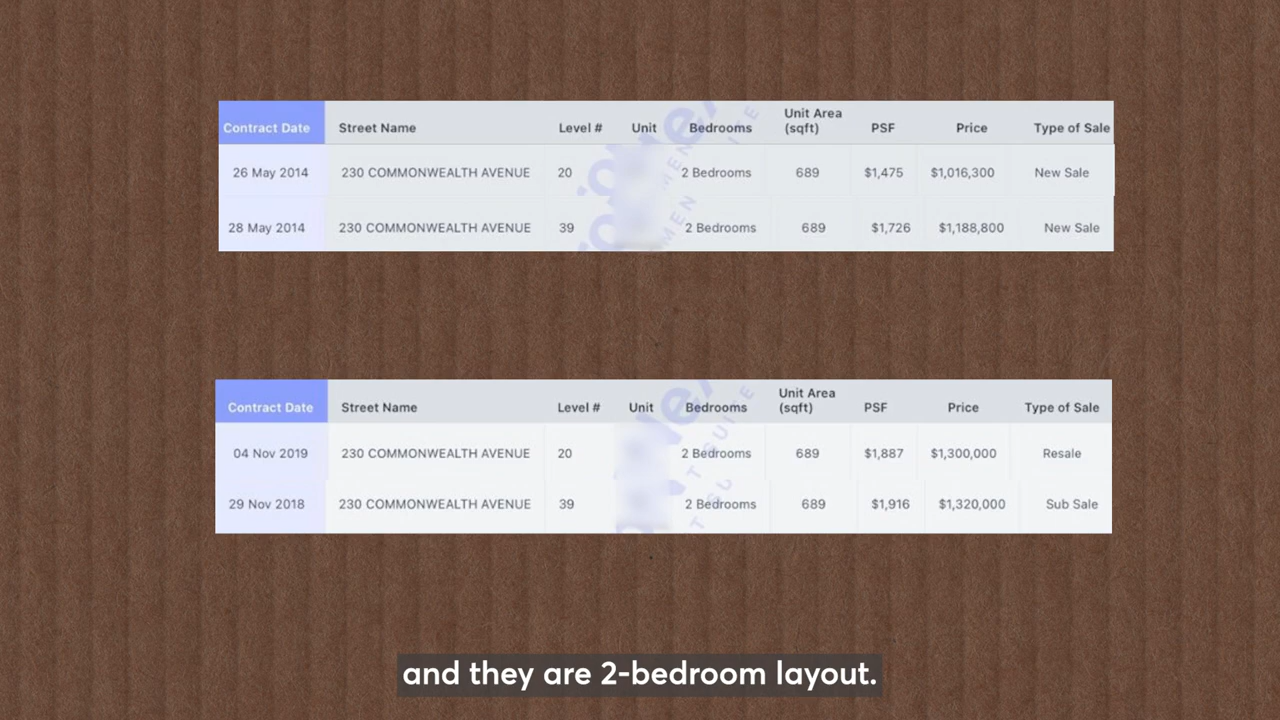 Contract Date Street Name Level # Unit Bedrooms Unit Area (sqft) PSF Price Type of Sale
26 May 2014 230 COMMONWEALTH AVENUE 20 2 Bedrooms 689 $1,475 $1,016,300 New Sale
28 May 2014 230 COMMONWEALTH AVENUE 39 2 Bedrooms 689 $1,726 $1,188,800 New Sale
Contract Date Street Name Level # Unit Bedrooms Unit Area (sqft) PSF Price Type of Sale
04 Nov 2019 230 COMMONWEALTH AVENUE 20 2 Bedrooms 689 $1,887 $1,300,000 Resale
29 Nov 2018 230 COMMONWEALTH AVENUE 39 2 Bedrooms 689 $1,916 $1,320,000 Sub Sale
and they are 2-bedroom layout.